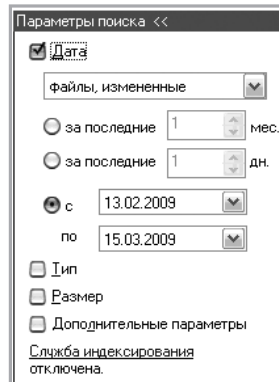 Параметры поиска <<
Дата
файлы, измененные
за последние 1 мес.
за последние 1 дн.
с 13.02.2009
по 15.03.2009
Тип
Размер
Дополнительные параметры
Служба индексирования
отключена.